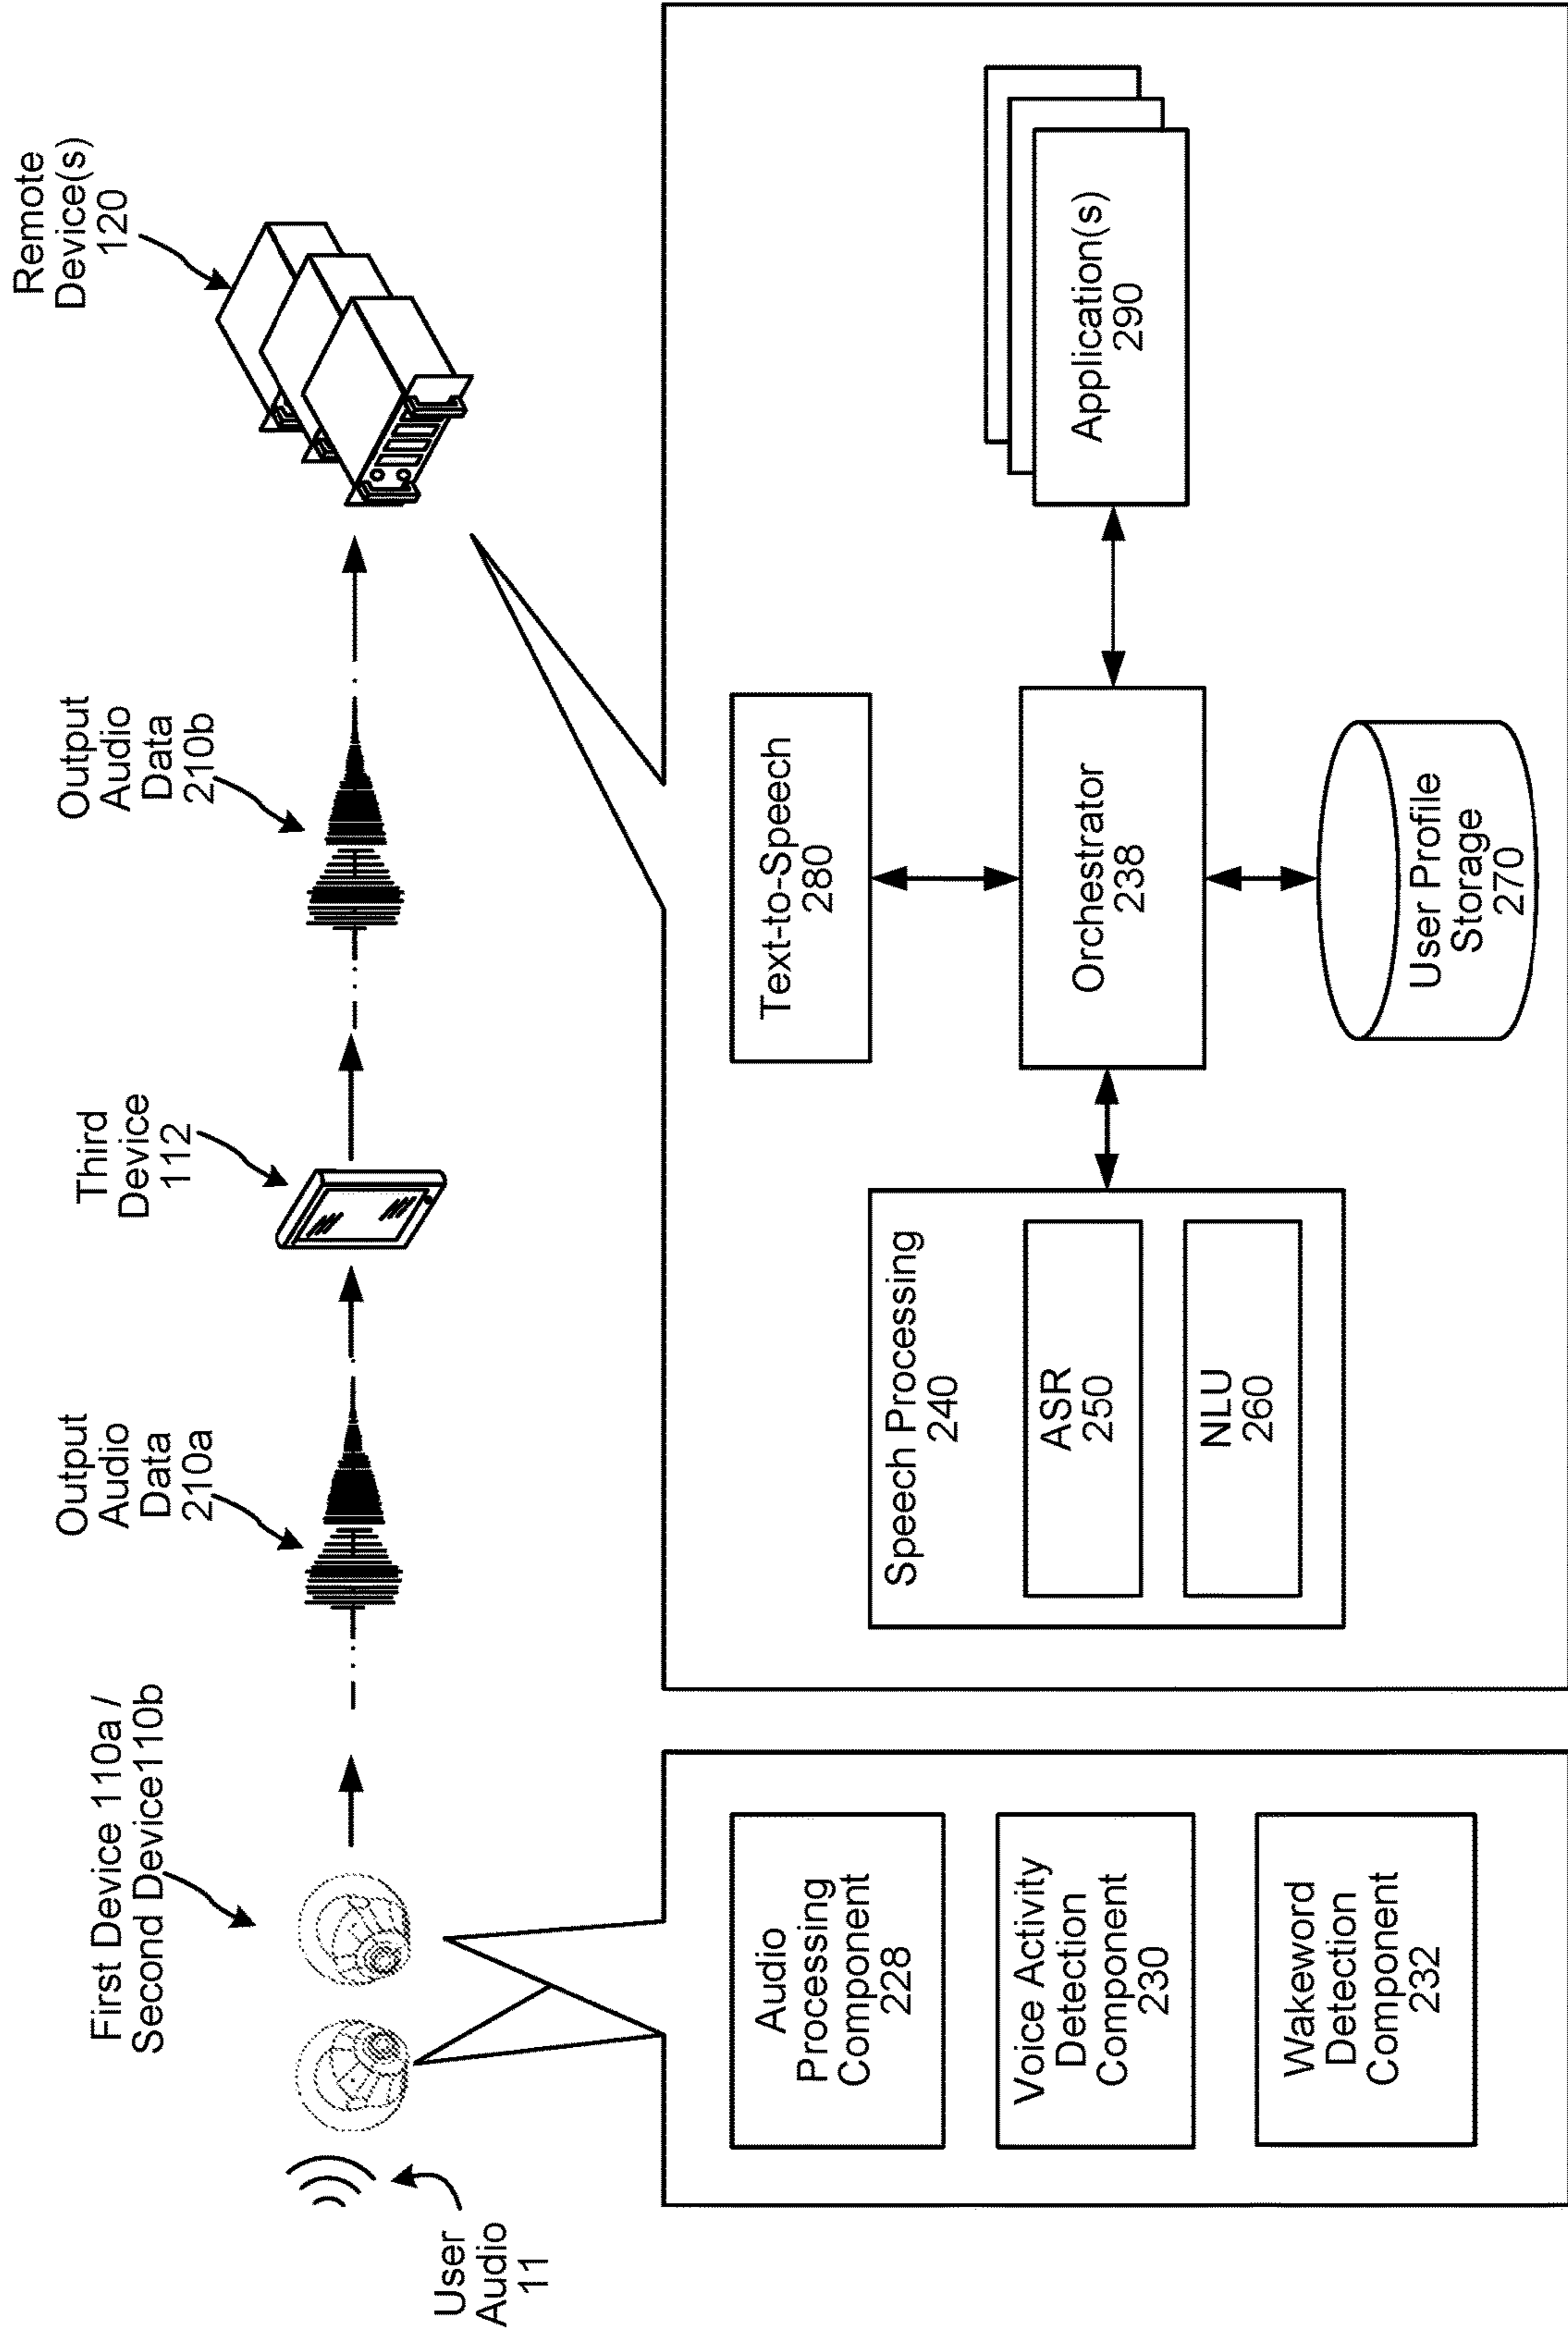 User
Audio
11
First Device 110a /
Second Device110b
Output
Audio
Data
210a
Third
Device
112
Output
Audio
Data
210b
Remote
Device(s)
120
Audio
Processing
Component
228
Voice Activity
Detection
Component
230
Wakeword
Detection
Component
232
Speech Processing
240
ASR
250
NLU
260
Text-to-Speech
280
Orchestrator
238
User Profile
Storage
270
Application(s)
290